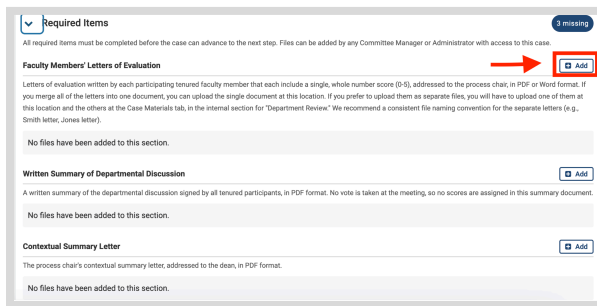 Required Items
3 missing
All required items must be completed before the case can advance to the next step. Files can be added by any Committee Manager or Administrator with access to this case.
Faculty Members' Letters of Evaluation
Add
Letters of evaluation written by each participating tenured faculty member that each include a single, whole number score (0-5), addressed to the process chair, in PDF or Word format. If
you merge all of the letters into one document, you can upload the single document at this location. If you prefer to upload them as separate files, you will have to upload one of them at
this location and the others at the Case Materials tab, in the internal section for "Department Review." We recommend a consistent file naming convention for the separate letters (e.g.,
Smith letter, Jones letter).
No files have been added to this section.
Written Summary of Departmental Discussion
Add
A written summary of the departmental discussion signed by all tenured participants, in PDF format. No vote is taken at the meeting, so no scores are assigned in this summary document.
No files have been added to this section.
Contextual Summary Letter
Add
The process chair's contextual summary letter, addressed to the dean, in PDF format.
No files have been added to this section.